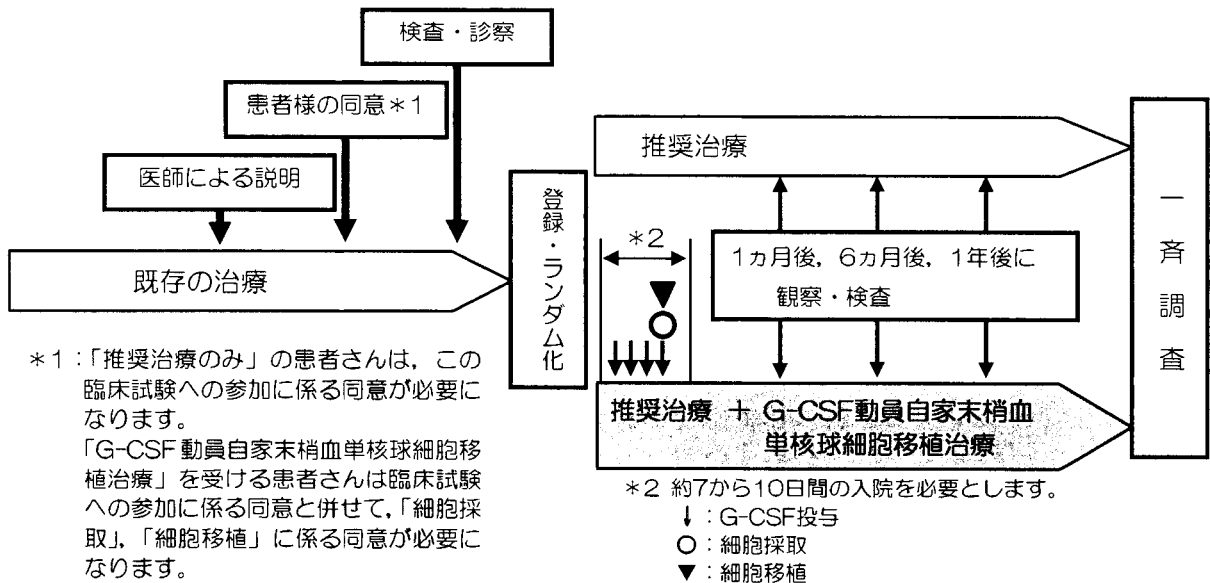 検査・診察
患者様の同意＊1
医師による説明
既存の治療
登録・ランダム化
推奨治療
＊2
1ヵ月後，6ヵ月後，1年後に
観察・検査
推奨治療 ＋ G-CSF動員自家末梢血
単核球細胞移植治療
一斉調査
＊1：「推奨治療のみ」の患者さんは，この
臨床試験への参加に係る同意が必要に
なります。
「G-CSF動員自家末梢血単核球細胞移
植治療」を受ける患者さんは臨床試験
への参加に係る同意と併せて，「細胞採
取」，「細胞移植」に係る同意が必要に
なります。
＊2 約7から10日間の入院を必要とします。
↓：G-CSF投与
○：細胞採取
▼：細胞移植